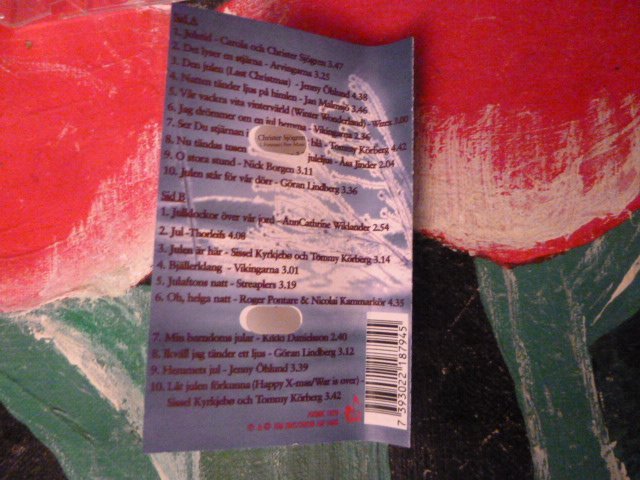 Sid A
1. Jultid - Carola och Christer Sjögren 3.47
2. Det lyser en stjärna - Arvingarna 3.25
3. Den julen (Last Christmas) - Jenny Öhlund 4.38
4. Natten tänder ljus på himlen - Jan Malmsjö 3.46
5. Vår vackra vita vintervärld (Winter Wonderland) - Wizex 3.00
6. Jag drömmer om en jul hemma - Vikingarna 2.36
7. Ser Du stjärnan blå - Tommy Körberg 4.42
Christer Sjögren
8. Nu tändas tusen juleljus - Åsa Jinder 2.04
9. O stora stund - Nick Borgen 3.11
10. Julen står för vår dörr - Göran Lindberg 3.36
Sid B
1. Julklockor över vår jord - AnnCathrine Wiklander 2.54
2. Jul - Thorleifs 4.08
3. Julen är här - Sissel Kyrkjebø och Tommy Körberg 3.14
4. Bjällerklang - Vikingarna 3.01
5. Julaftons natt - Streaplers 3.19
6. Oh, helga natt - Roger Pontare & Nicolai Kammarkör 4.35
7. Min barndoms jular - Kikki Danielsson 2.40
8. Ikväll jag tänder ett ljus - Göran Lindberg 3.12
9. Hemmets jul - Jenny Öhlund 3.39
10. Låt julen förkunna (Happy X-mas/War is over) -
Sissel Kyrkjebø och Tommy Körberg 3.42
7 393022 187945